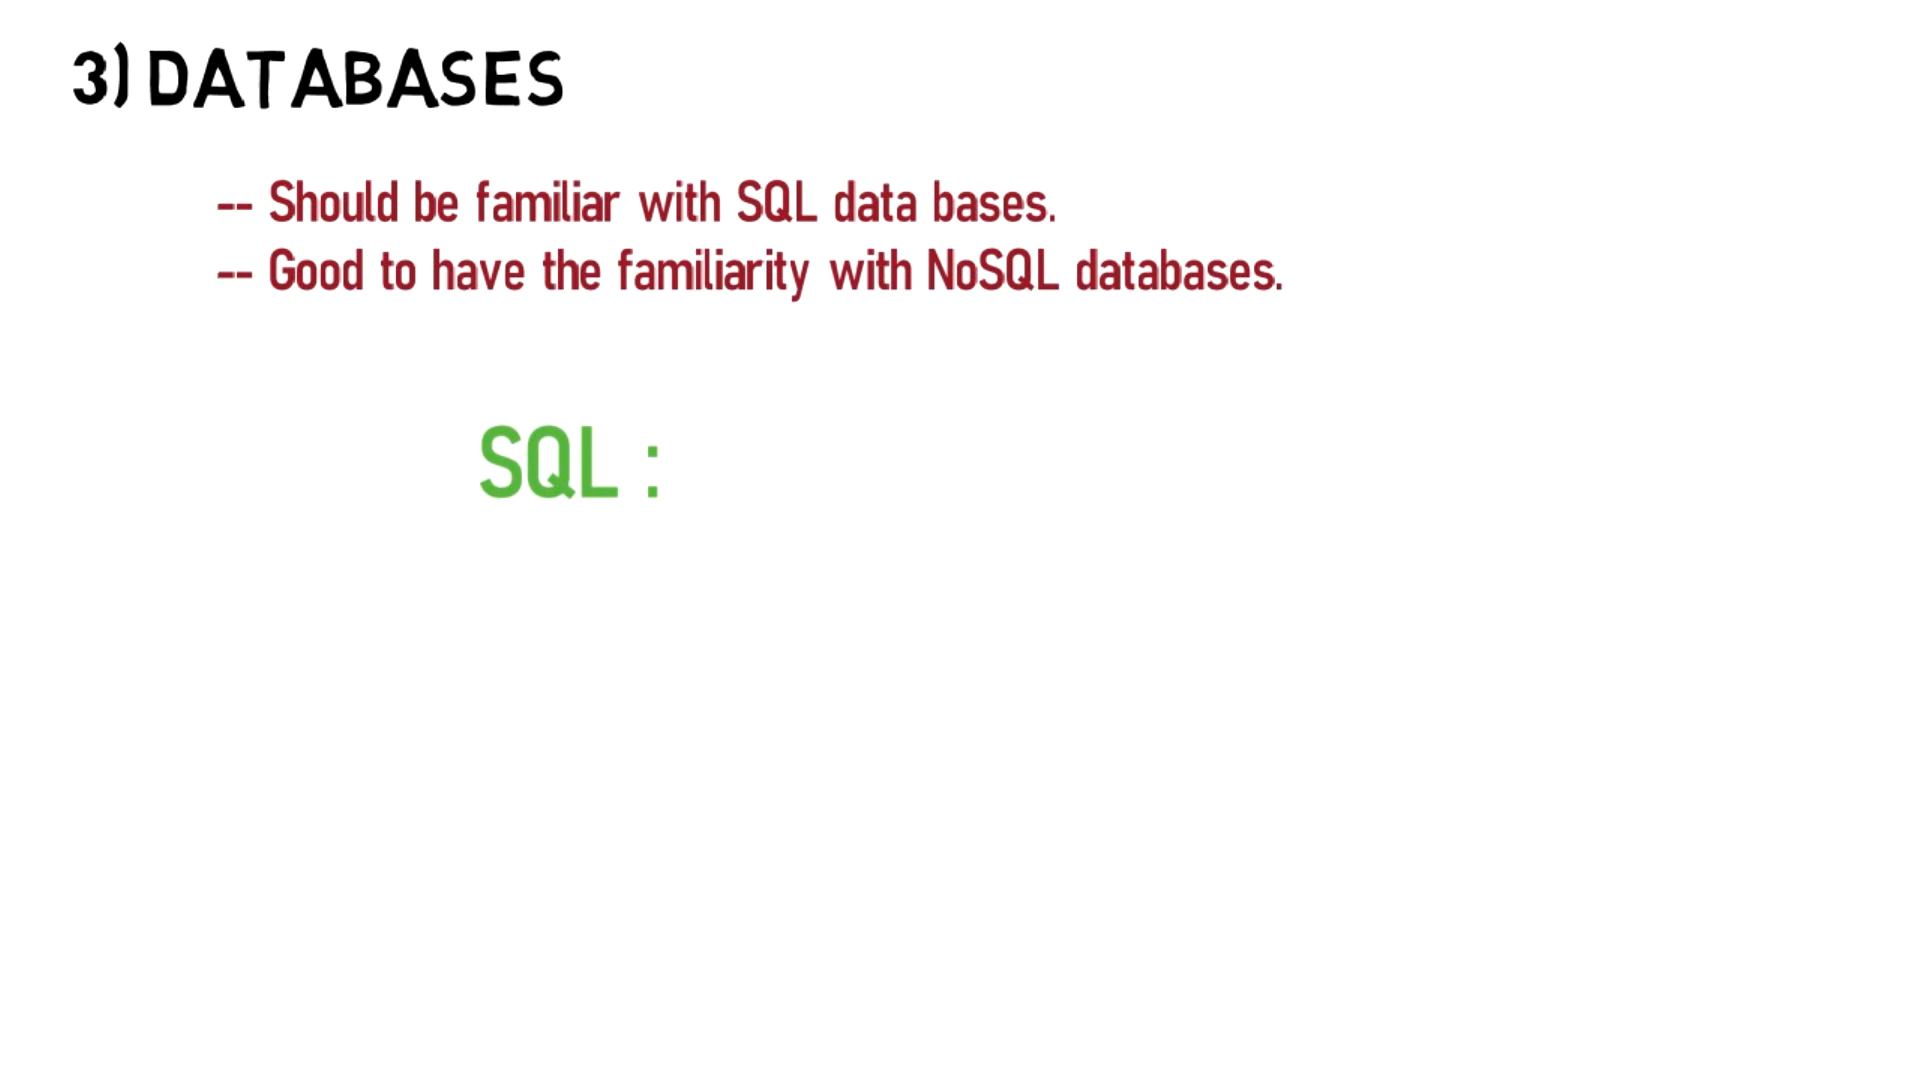 3) DATABASES
-- Should be familiar with SQL data bases.
-- Good to have the familiarity with NoSQL databases.
SQL :